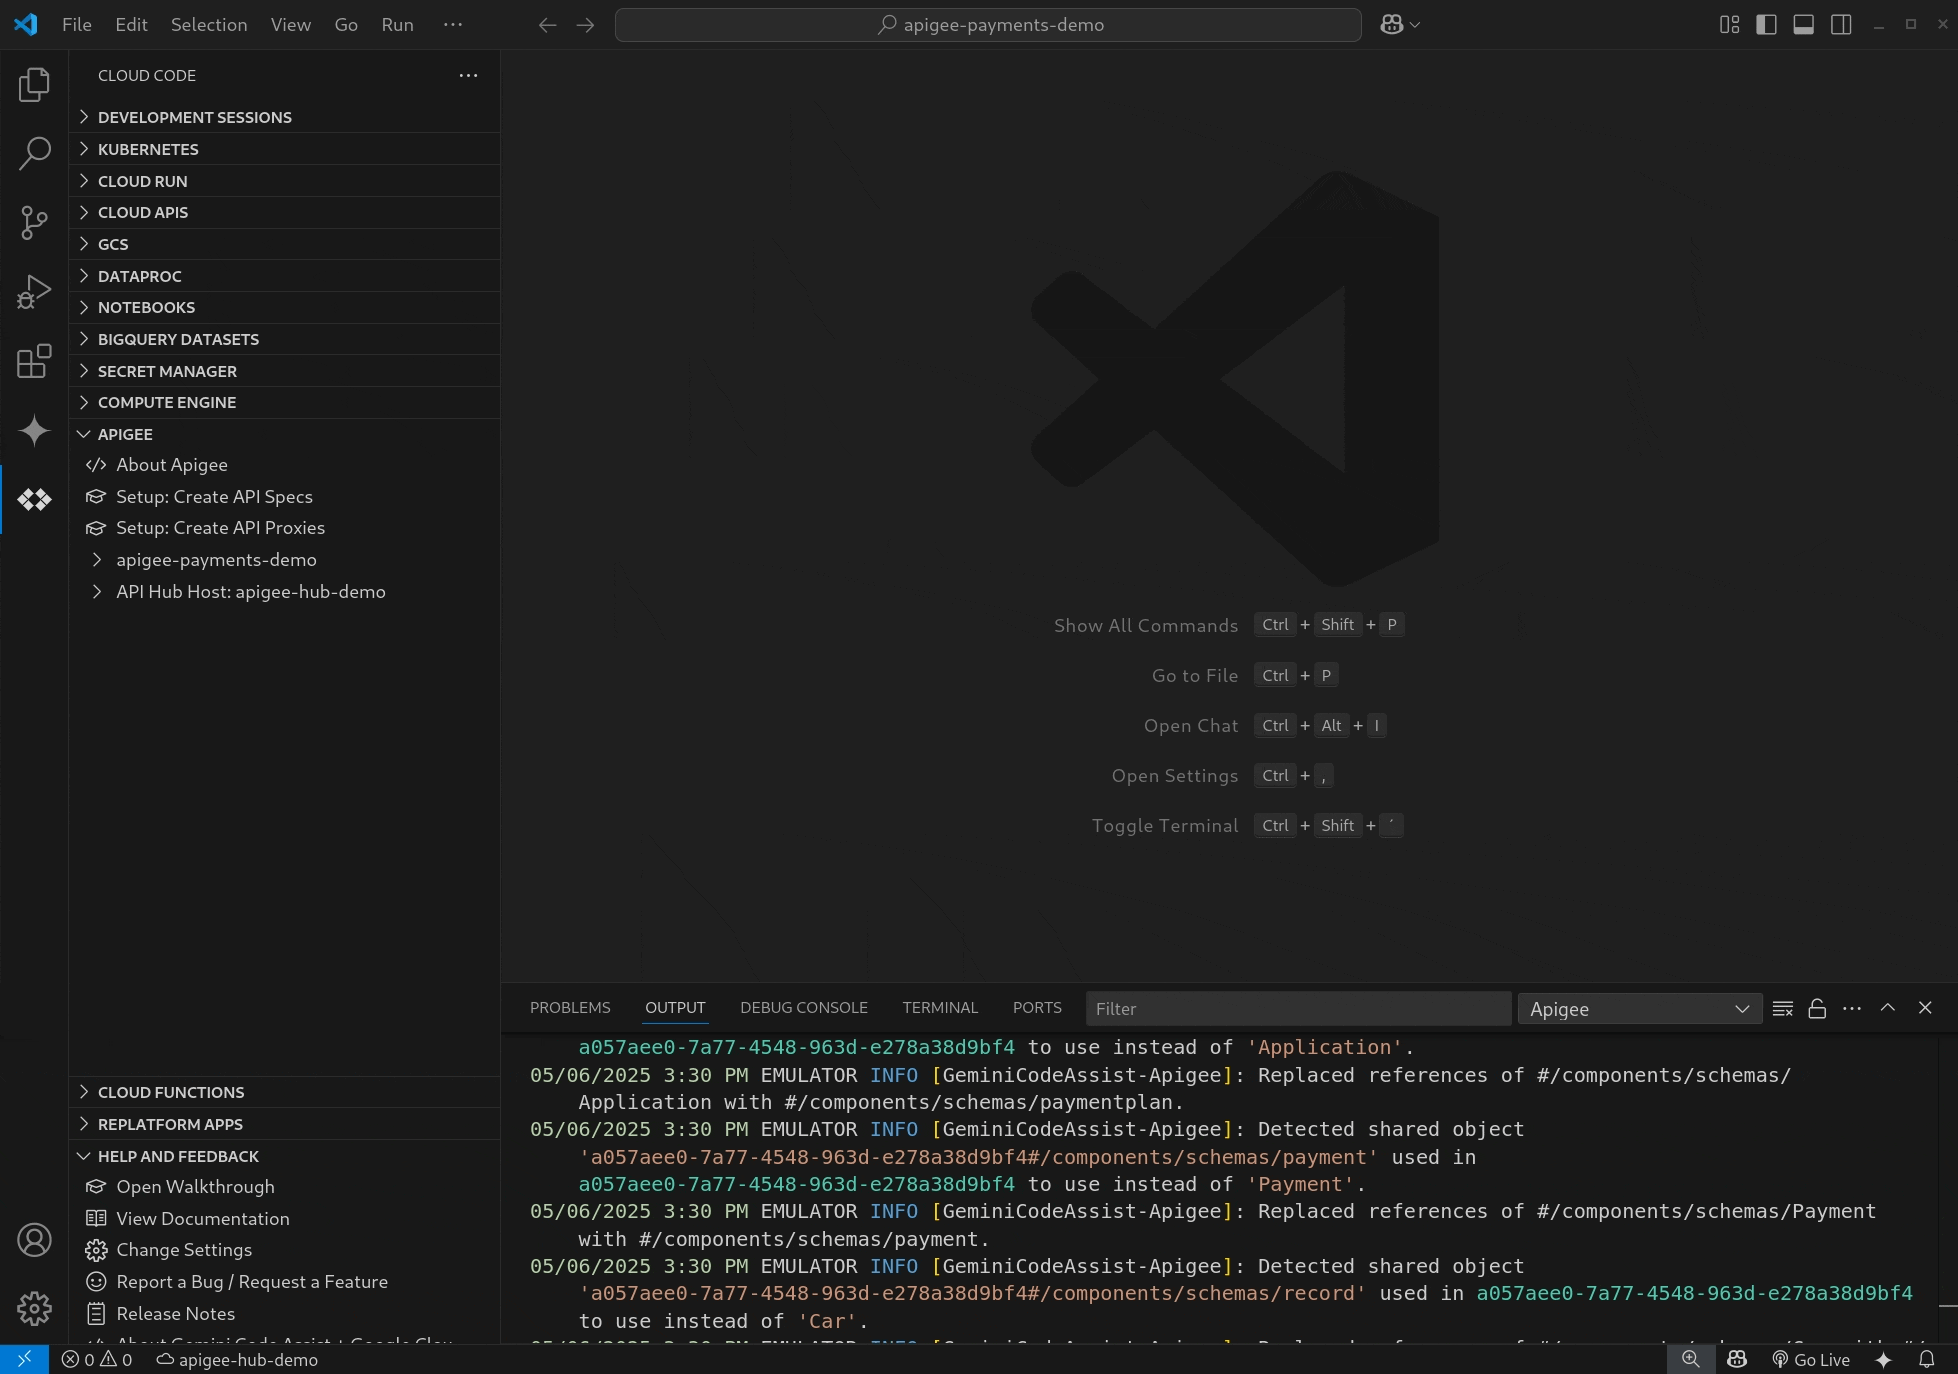 File Edit Selection View Go Run ···
apigee-payments-demo
CLOUD CODE
DEVELOPMENT SESSIONS
KUBERNETES
CLOUD RUN
CLOUD APIS
GCS
DATAPROC
NOTEBOOKS
BIGQUERY DATASETS
SECRET MANAGER
COMPUTE ENGINE
APIGEE
About Apigee
Setup: Create API Specs
Setup: Create API Proxies
apigee-payments-demo
API Hub Host: apigee-hub-demo
CLOUD FUNCTIONS
REPLATFORM APPS
HELP AND FEEDBACK
Open Walkthrough
View Documentation
Change Settings
Report a Bug / Request a Feature
Release Notes
About Gemini Code Assist + Google Clou
Show All Commands Ctrl + Shift + P
Go to File Ctrl + P
Open Chat Ctrl + Alt + I
Open Settings Ctrl + ,
Toggle Terminal Ctrl + Shift + ´
PROBLEMS OUTPUT DEBUG CONSOLE TERMINAL PORTS Filter Apigee
a057aee0-7a77-4548-963d-e278a38d9bf4 to use instead of 'Application'.
05/06/2025 3:30 PM EMULATOR INFO [GeminiCodeAssist-Apigee]: Replaced references of #/components/schemas/
Application with #/components/schemas/paymentplan.
05/06/2025 3:30 PM EMULATOR INFO [GeminiCodeAssist-Apigee]: Detected shared object
'a057aee0-7a77-4548-963d-e278a38d9bf4#/components/schemas/payment' used in
a057aee0-7a77-4548-963d-e278a38d9bf4 to use instead of 'Payment'.
05/06/2025 3:30 PM EMULATOR INFO [GeminiCodeAssist-Apigee]: Replaced references of #/components/schemas/Payment
with #/components/schemas/payment.
05/06/2025 3:30 PM EMULATOR INFO [GeminiCodeAssist-Apigee]: Detected shared object
'a057aee0-7a77-4548-963d-e278a38d9bf4#/components/schemas/record' used in a057aee0-7a77-4548-963d-e278a38d9bf4
to use instead of 'Car'.
0 0 apigee-hub-demo Go Live